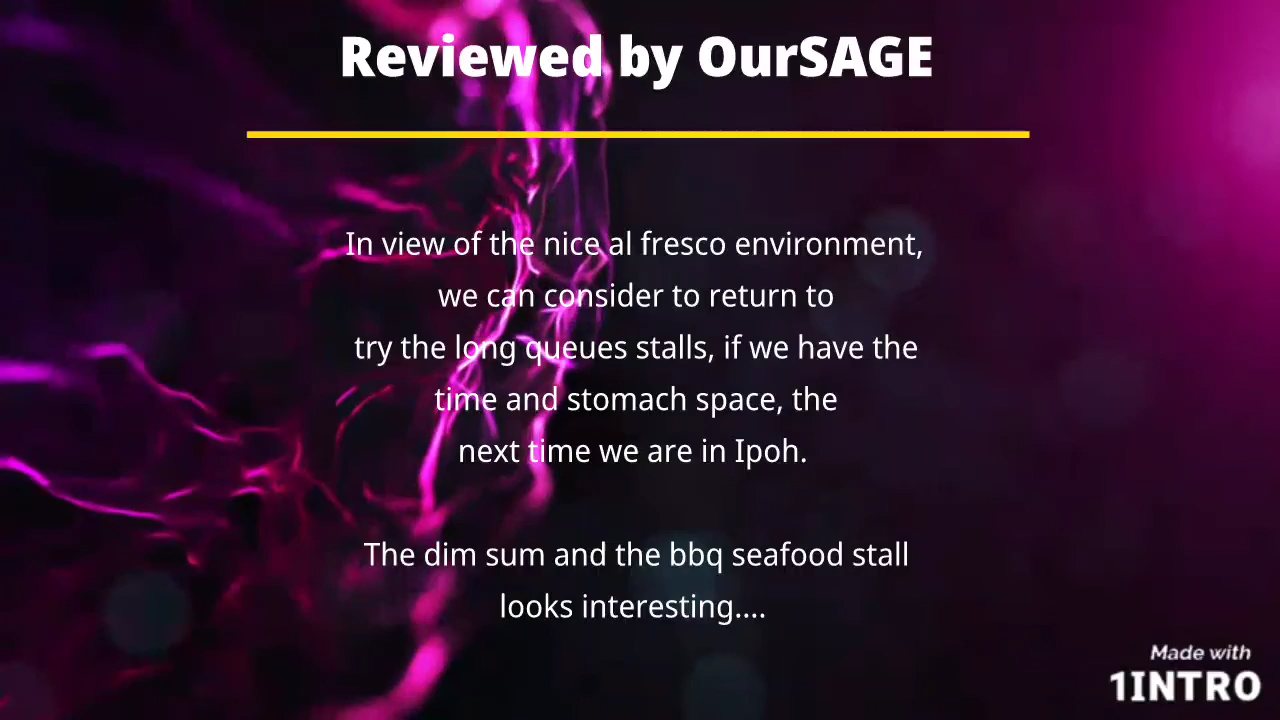 Reviewed by OurSAGE
In view of the nice al fresco environment,
we can consider to return to
try the long queues stalls, if we have the
time and stomach space, the
next time we are in Ipoh.
The dim sum and the bbq seafood stall
looks interesting....
Made with
1INTRO